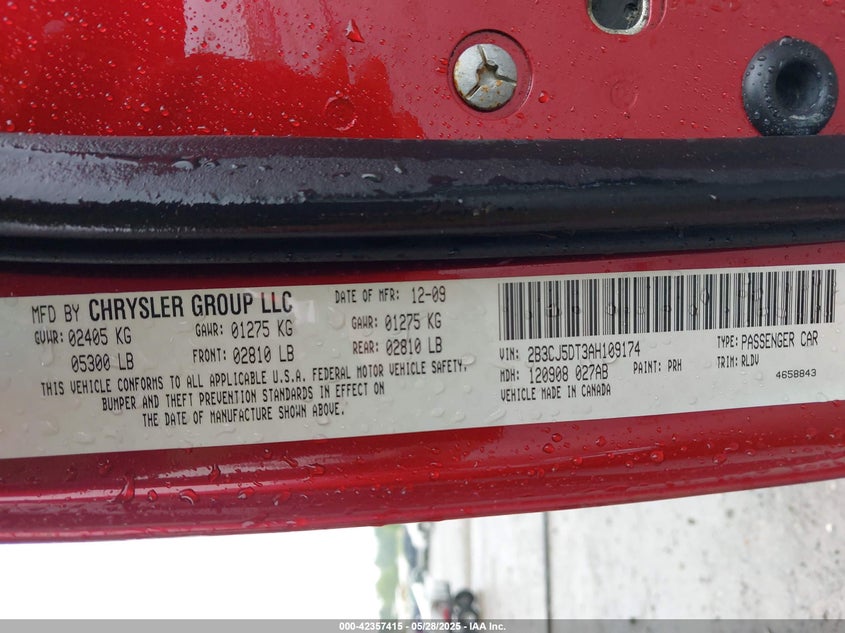 MFD BY CHRYSLER GROUP LLC DATE OF MFR: 12-09
GVWR: 02405 KG GAWR: 01275 KG GAWR: 01275 KG
05300 LB FRONT: 02810 LB REAR: 02810 LB
THIS VEHICLE CONFORMS TO ALL APPLICABLE U.S.A. FEDERAL MOTOR VEHICLE SAFETY,
BUMPER AND THEFT PREVENTION STANDARDS IN EFFECT ON
THE DATE OF MANUFACTURE SHOWN ABOVE.
VIN: 2B3CJ5DT3AH109174 TYPE: PASSENGER CAR
MDH: 120908 027AB PAINT: PRH TRIM: RLDV
VEHICLE MADE IN CANADA 4658843
000-42357415 - 05/28/2025 - IAA Inc.